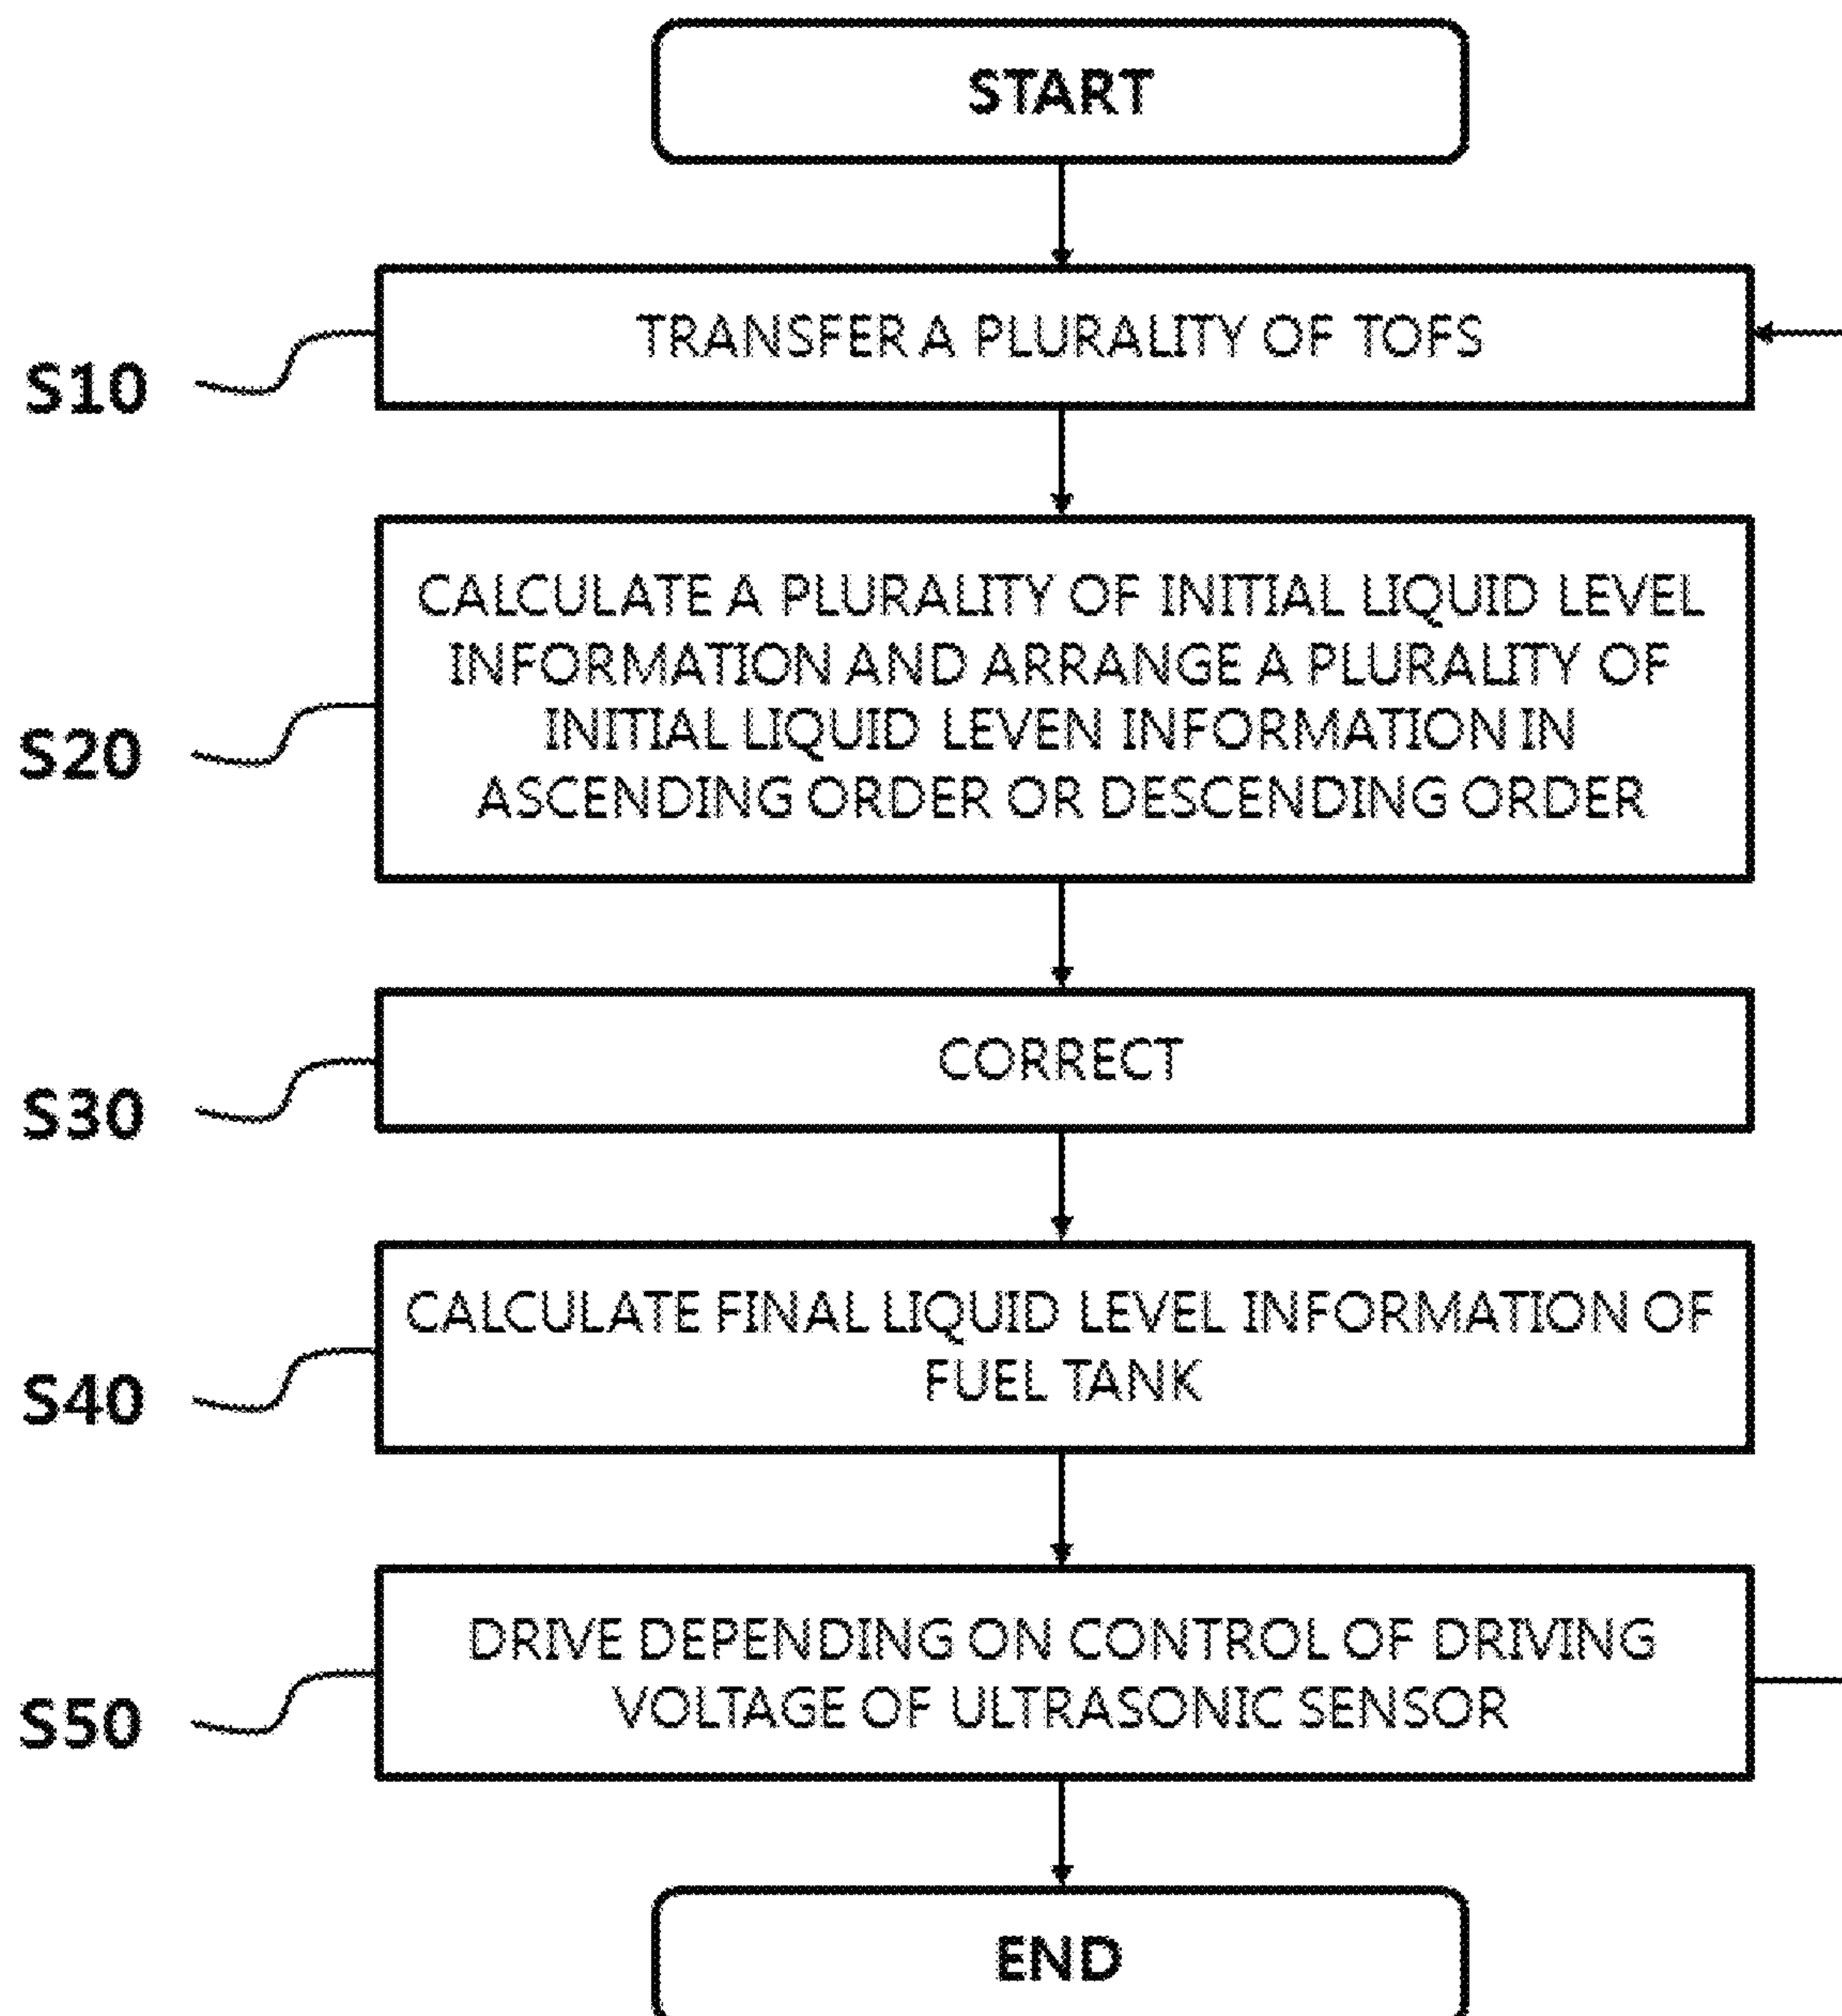 START
TRANSFER A PLURALITY OF TOFS
S10
CALCULATE A PLURALITY OF INITIAL LIQUID LEVEL
INFORMATION AND ARRANGE A PLURALITY OF
INITIAL LIQUID LEVEN INFORMATION IN
ASCENDING ORDER OR DESCENDING ORDER
S20
CORRECT
S30
CALCULATE FINAL LIQUID LEVEL INFORMATION OF
FUEL TANK
S40
DRIVE DEPENDING ON CONTROL OF DRIVING
VOLTAGE OF ULTRASONIC SENSOR
S50
END